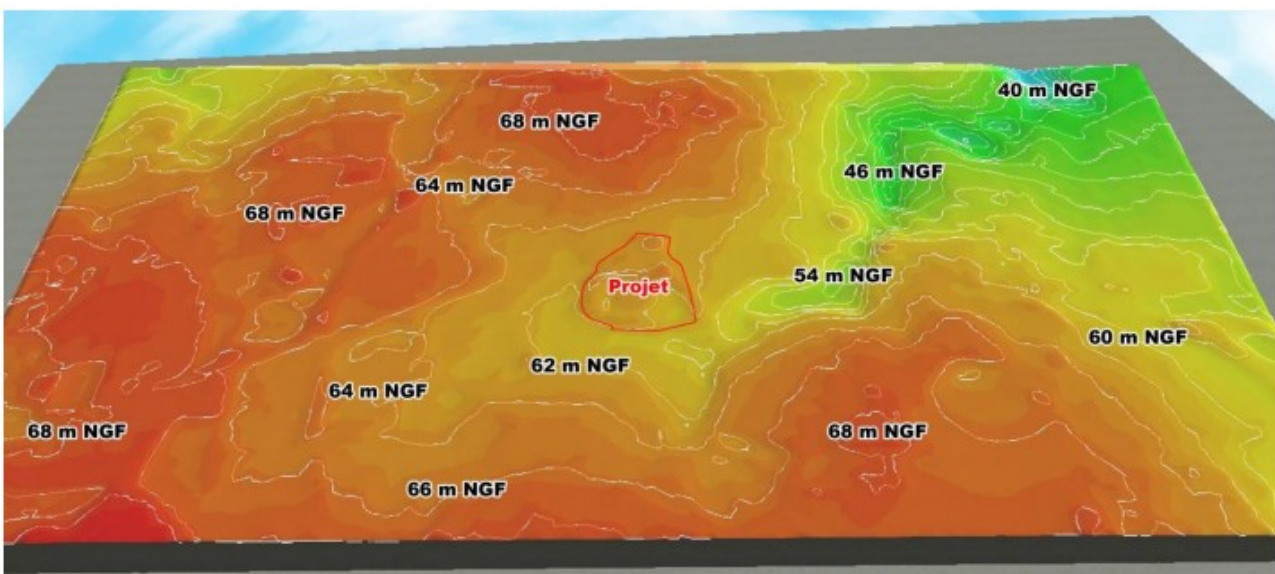 40 m NGF
68 m NGF
46 m NGF
64 m NGF
68 m NGF
54 m NGF
Projet
60 m NGF
62 m NGF
64 m NGF
68 m NGF
68 m NGF
66 m NGF